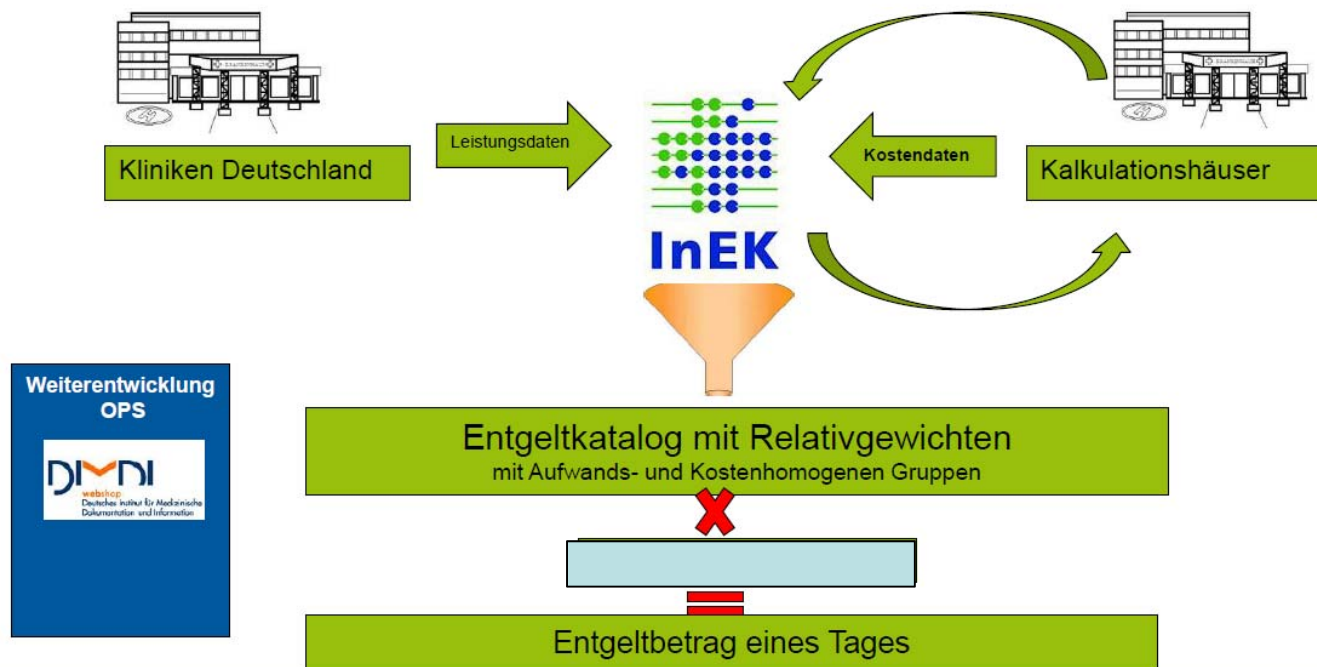 Kliniken Deutschland
Leistungsdaten
InEK
Kostendaten
Kalkulationshäuser
Weiterentwicklung
OPS
DIMDI
webshop
Deutsches Institut für Medizinische
Dokumentation und Information
Entgeltkatalog mit Relativgewichten
mit Aufwands- und Kostenhomogenen Gruppen
Entgeltbetrag eines Tages